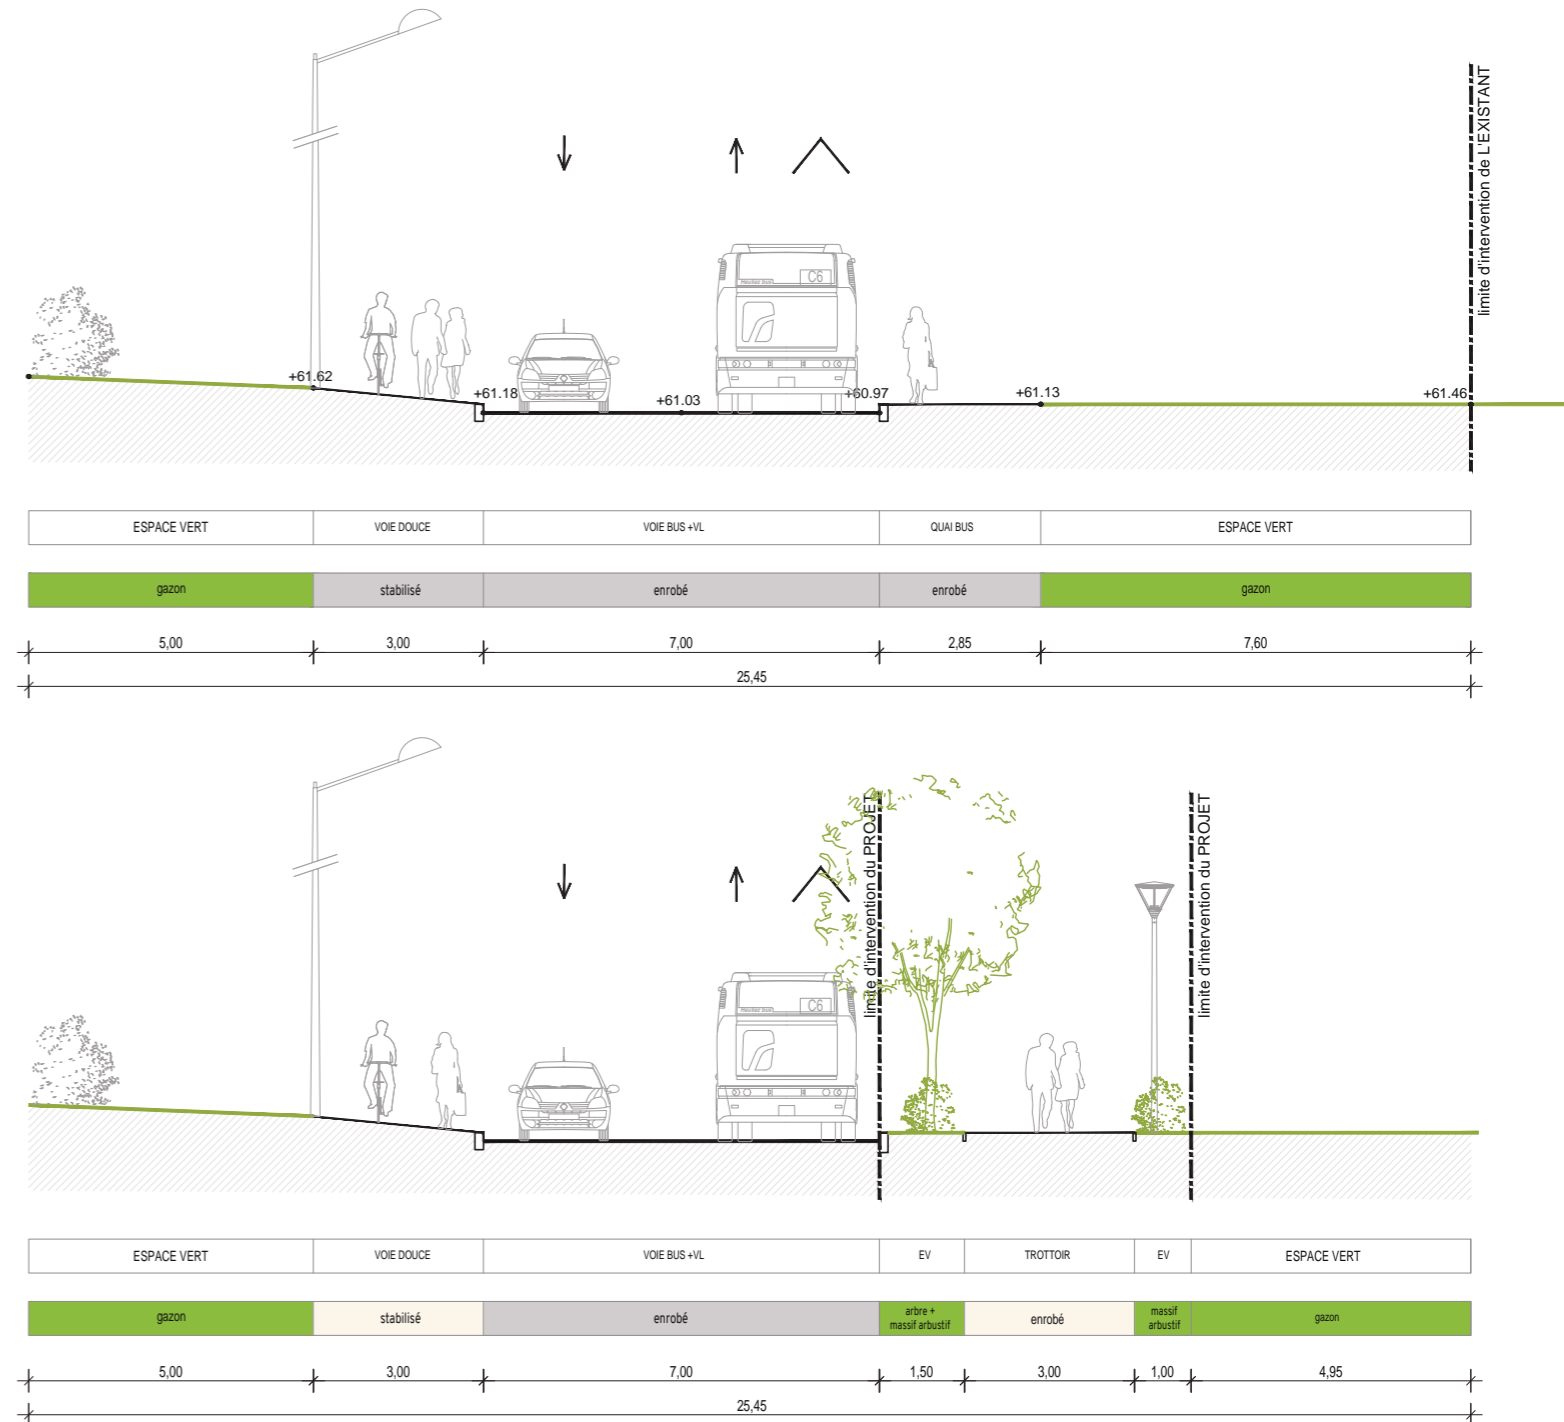 limite d'intervention de L'EXISTANT
C6
+61.62
+61.18
+61.03
+60.97
+61.13
+61.46
ESPACE VERT VOIE DOUCE VOIE BUS +VL QUAI BUS ESPACE VERT
gazon stabilisé enrobé enrobé gazon
5,00 3,00 7,00 2,85 7,60
25,45
limite d'intervention du PROJET
limite d'intervention du PROJET
C6
ESPACE VERT VOIE DOUCE VOIE BUS +VL EV TROTTOIR EV ESPACE VERT
gazon stabilisé enrobé arbre + massif arbustif enrobé massif arbustif gazon
5,00 3,00 7,00 1,50 3,00 1,00 4,95
25,45